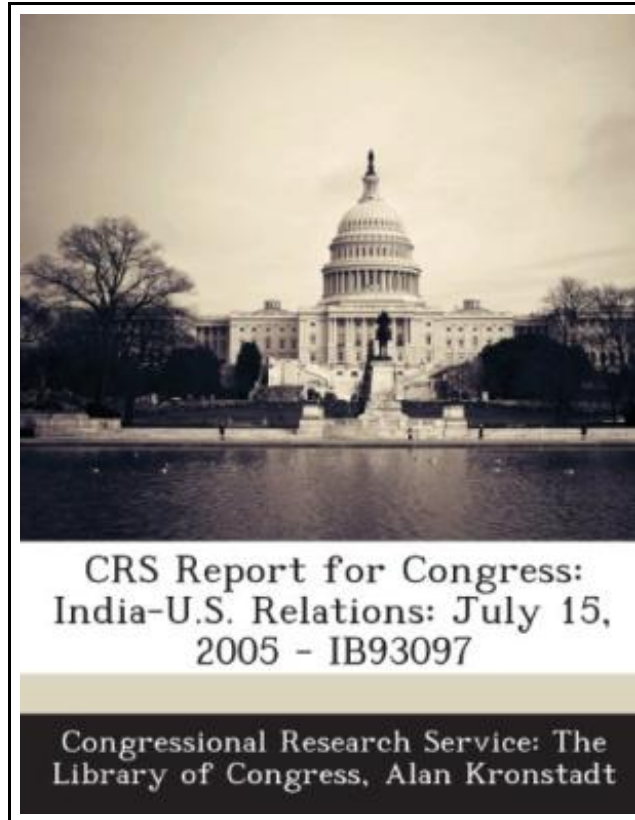 CRS Report for Congress:
India-U.S. Relations: July 15,
2005 - IB93097
Congressional Research Service: The
Library of Congress, Alan Kronstadt